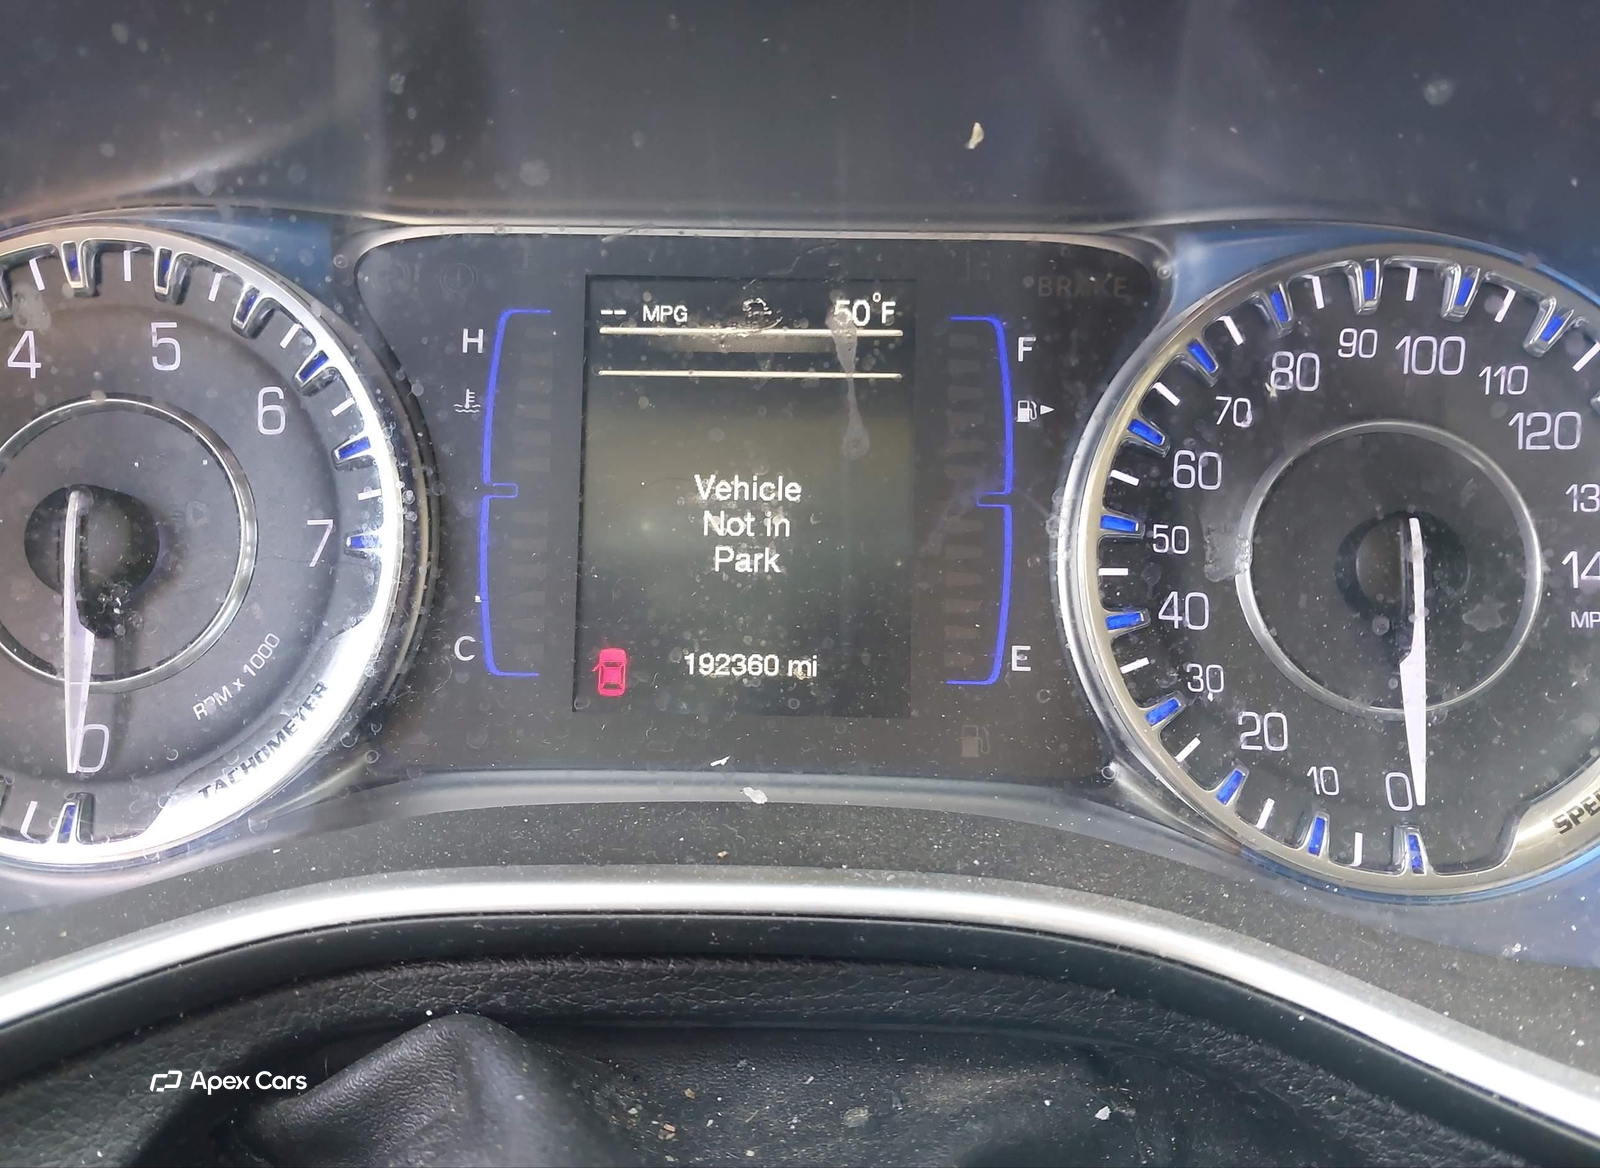 -- MPG 50°F
BRAKE
H
F
Vehicle
Not in
Park
C
E
192360 mi
4
5
6
7
0
RPM x 1000
TACHOMETER
0
10
20
30
40
50
60
70
80
90
100
110
120
Apex Cars